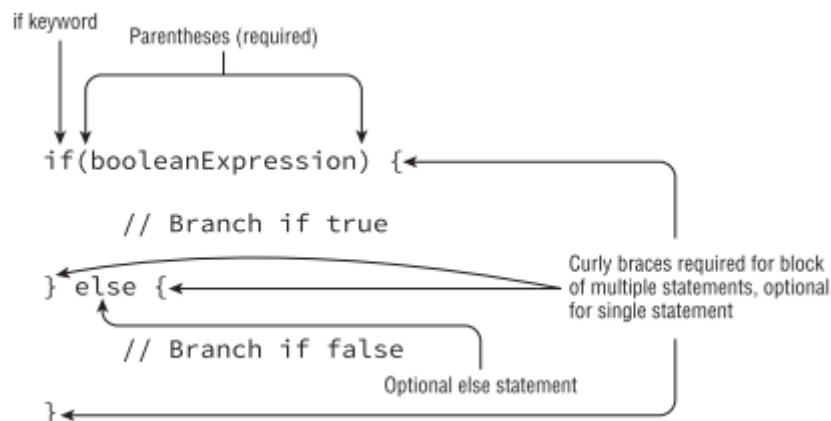 if keyword
Parentheses (required)
if(booleanExpression) {
// Branch if true
} else {
Curly braces required for block
of multiple statements, optional
for single statement
// Branch if false
Optional else statement
}